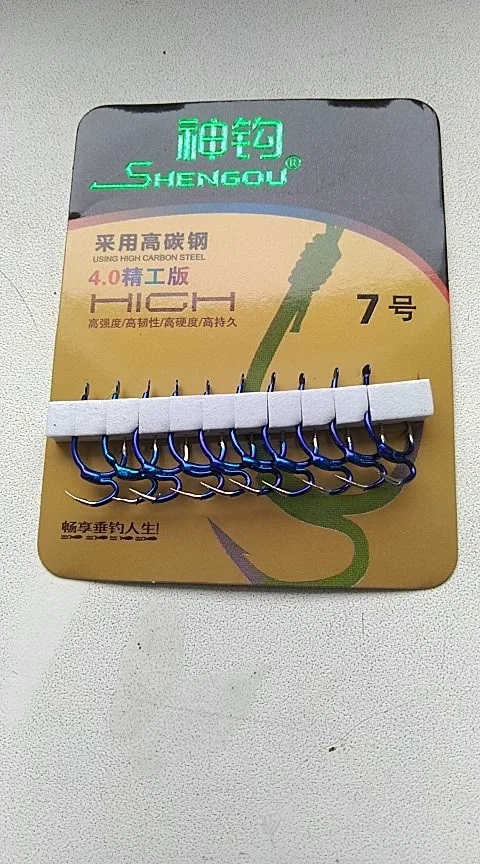 神钩
SHENGOU®
采用高碳钢
USING HIGH CARBON STEEL
4.0精工版
HIGH
7号
高强度/高韧性/高硬度/高持久
畅享垂钓人生!